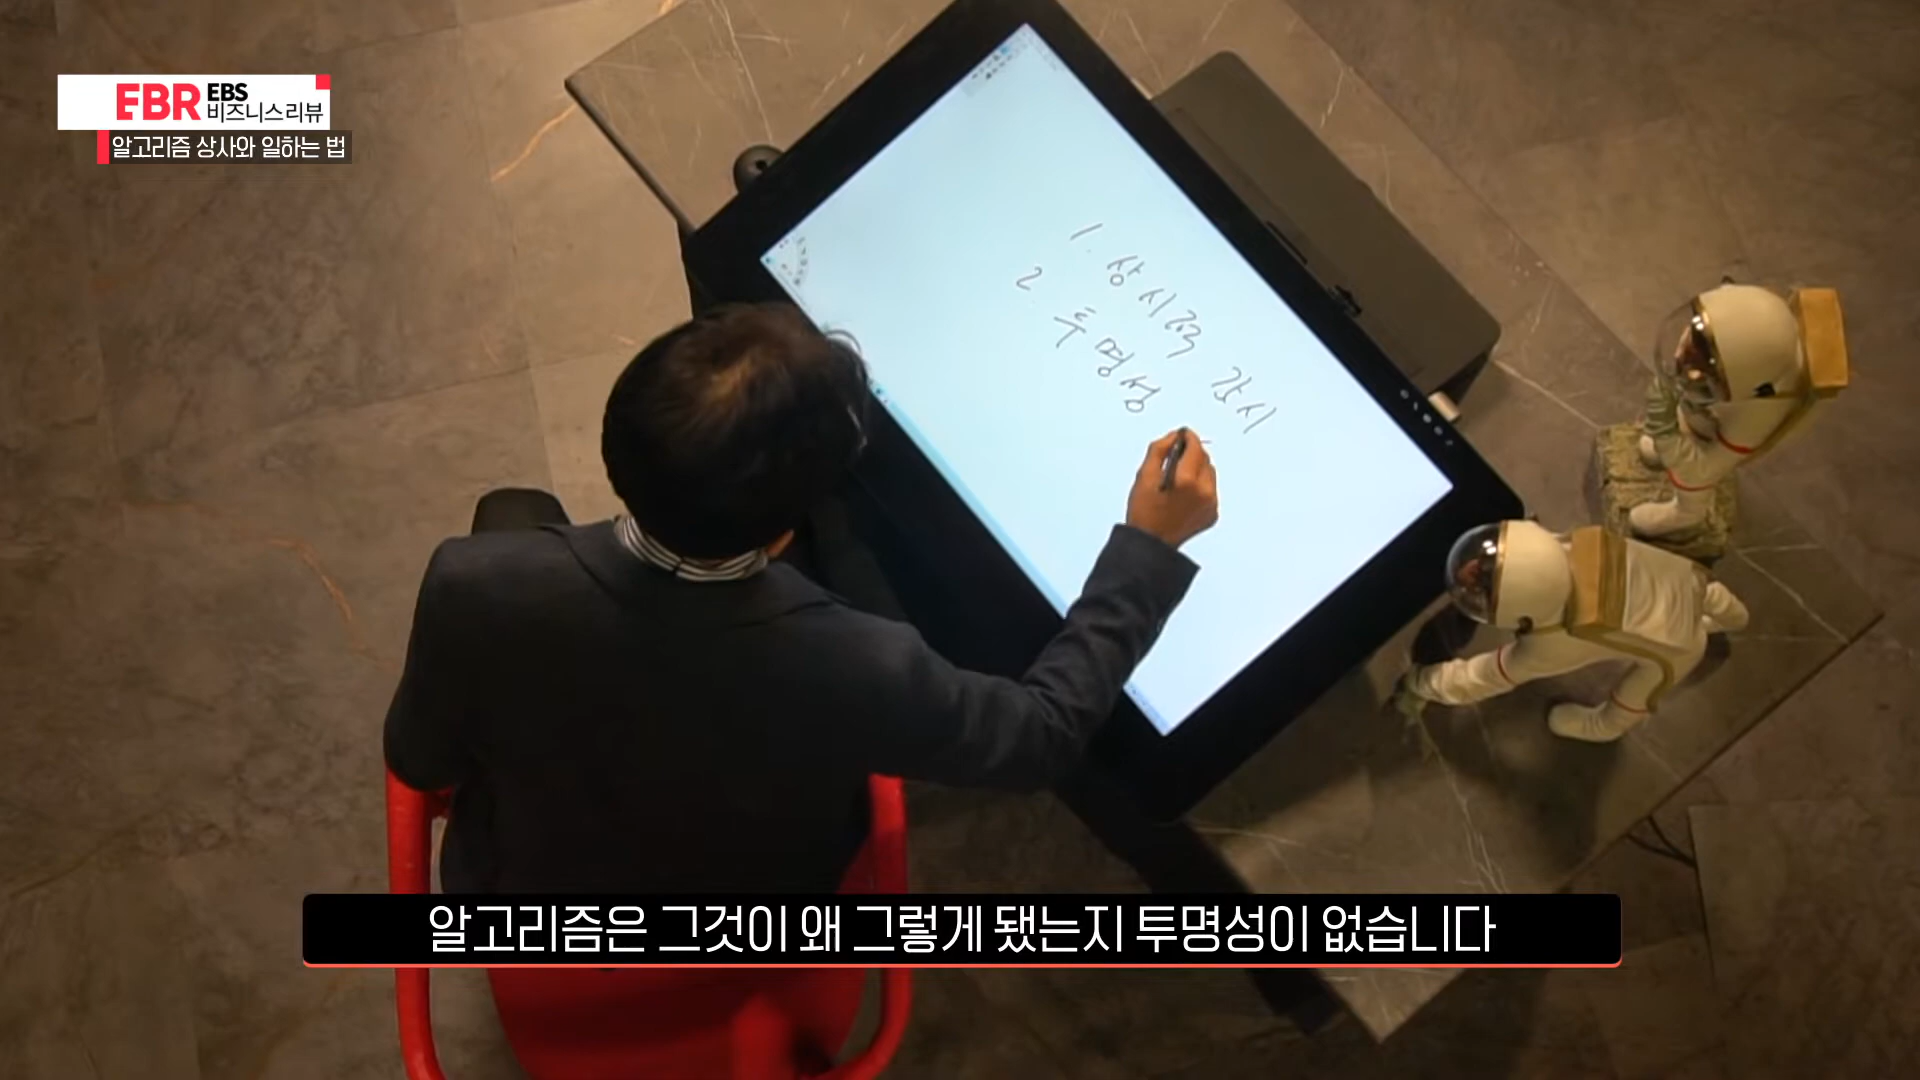 EBR EBS
비즈니스 리뷰
알고리즘 상사와 일하는 법
1. 상시적 감시
2. 투명성
알고리즘은 그것이 왜 그렇게 됐는지 투명성이 없습니다